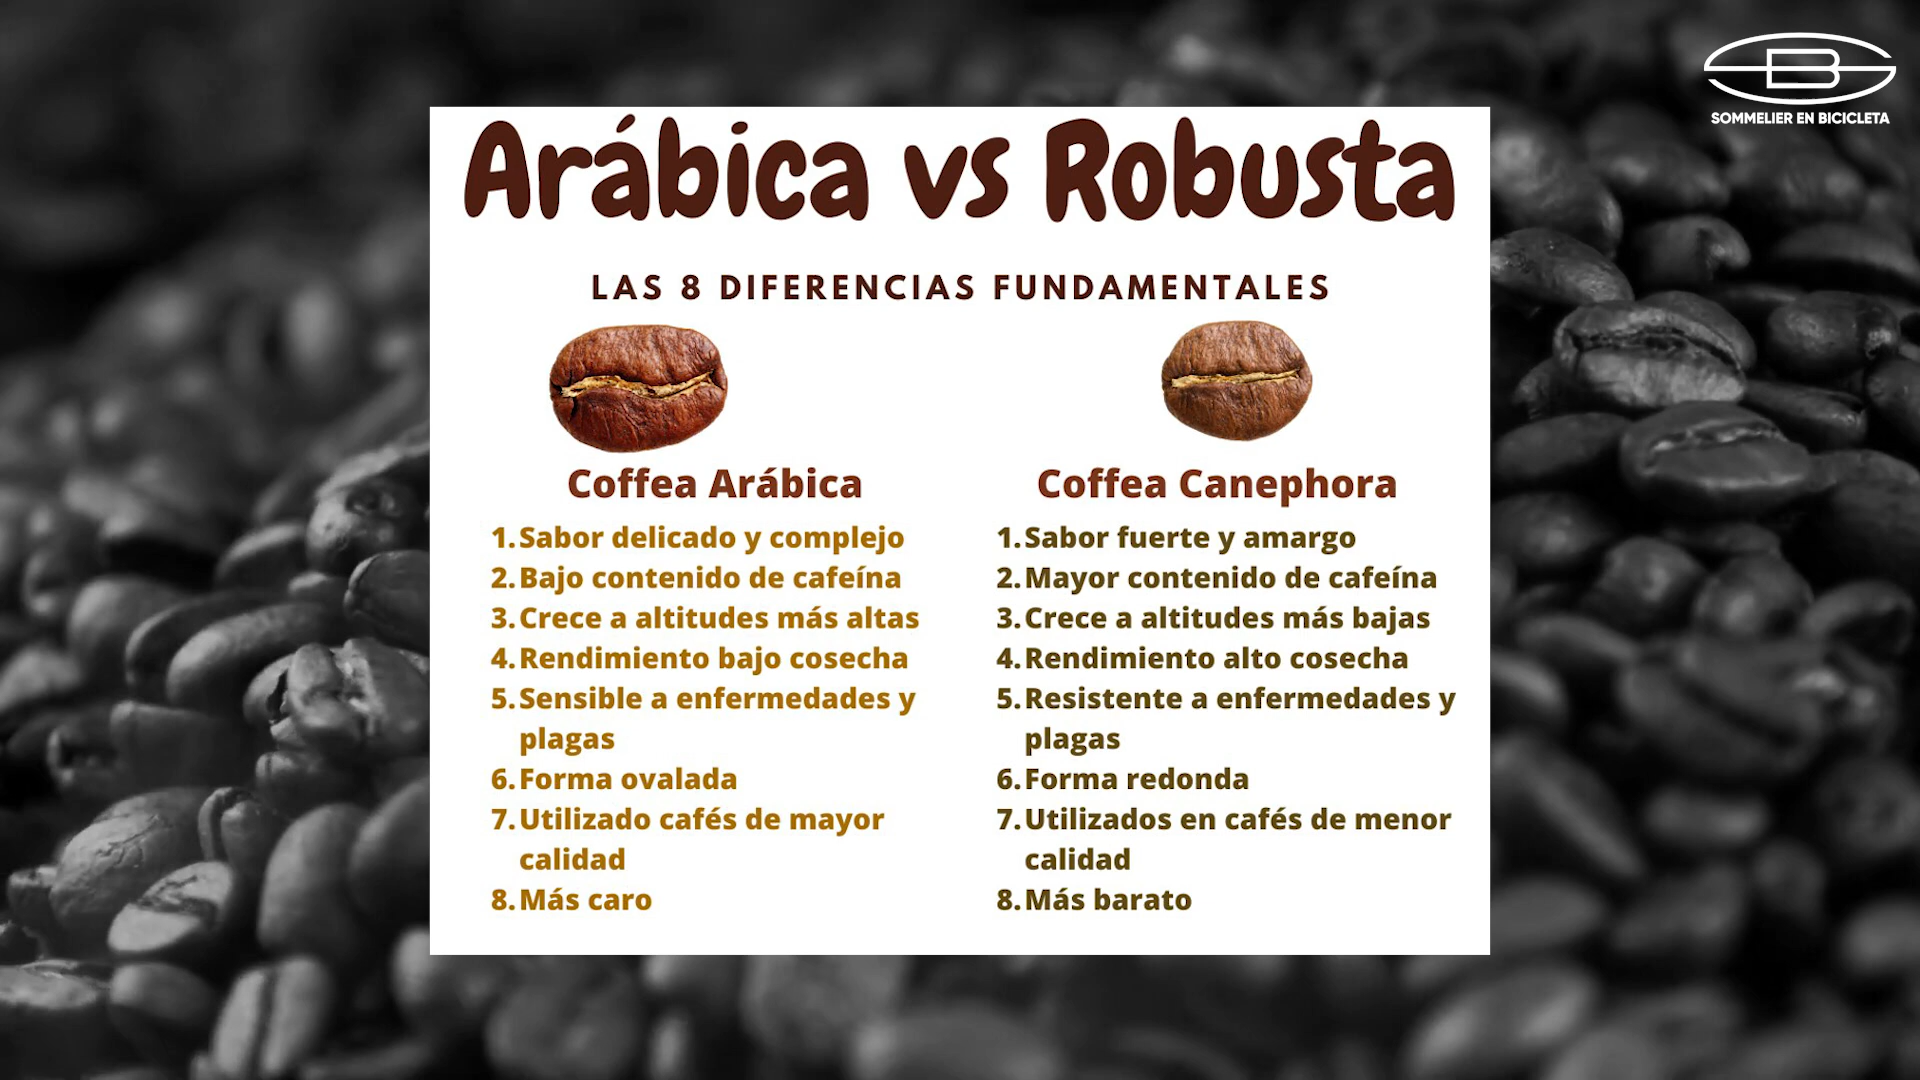 SOMMELIER EN BICICLETA
Arábica vs Robusta
LAS 8 DIFERENCIAS FUNDAMENTALES
Coffea Arábica
1. Sabor delicado y complejo
2. Bajo contenido de cafeína
3. Crece a altitudes más altas
4. Rendimiento bajo cosecha
5. Sensible a enfermedades y
plagas
6. Forma ovalada
7. Utilizado cafés de mayor
calidad
8. Más caro
Coffea Canephora
1. Sabor fuerte y amargo
2. Mayor contenido de cafeína
3. Crece a altitudes más bajas
4. Rendimiento alto cosecha
5. Resistente a enfermedades y
plagas
6. Forma redonda
7. Utilizados en cafés de menor
calidad
8. Más barato